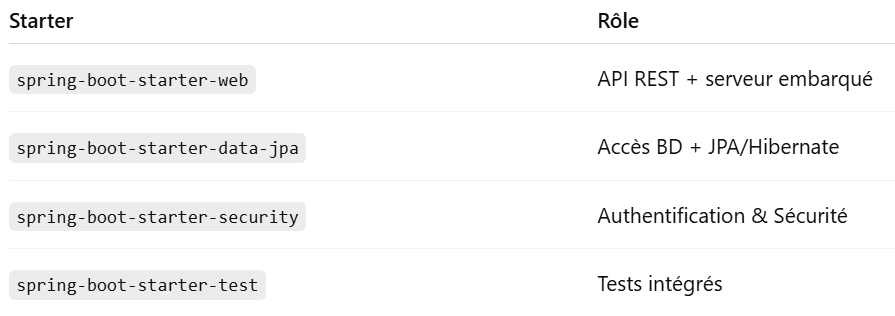 Starter Rôle
spring-boot-starter-web API REST + serveur embarqué
spring-boot-starter-data-jpa Accès BD + JPA/Hibernate
spring-boot-starter-security Authentification & Sécurité
spring-boot-starter-test Tests intégrés